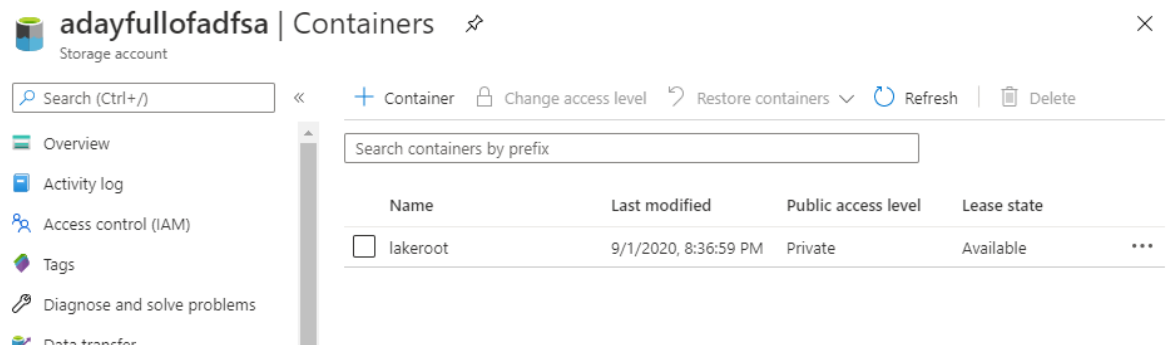 adayfullofadfsa | Containers
Storage account
Search (Ctrl+/)
Overview
Activity log
Access control (IAM)
Tags
Diagnose and solve problems
Data transfer
Container Change access level Restore containers Refresh Delete
Search containers by prefix
Name Last modified Public access level Lease state
lakeroot 9/1/2020, 8:36:59 PM Private Available